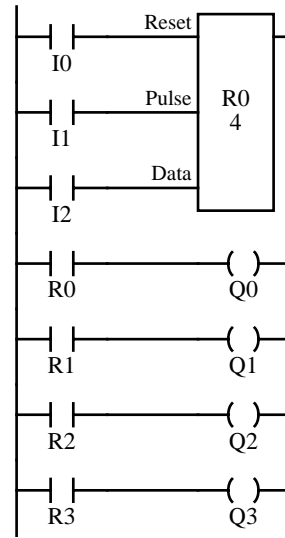 Reset
I0
Pulse
R0
4
I1
Data
I2
R0 Q0
R1 Q1
R2 Q2
R3 Q3